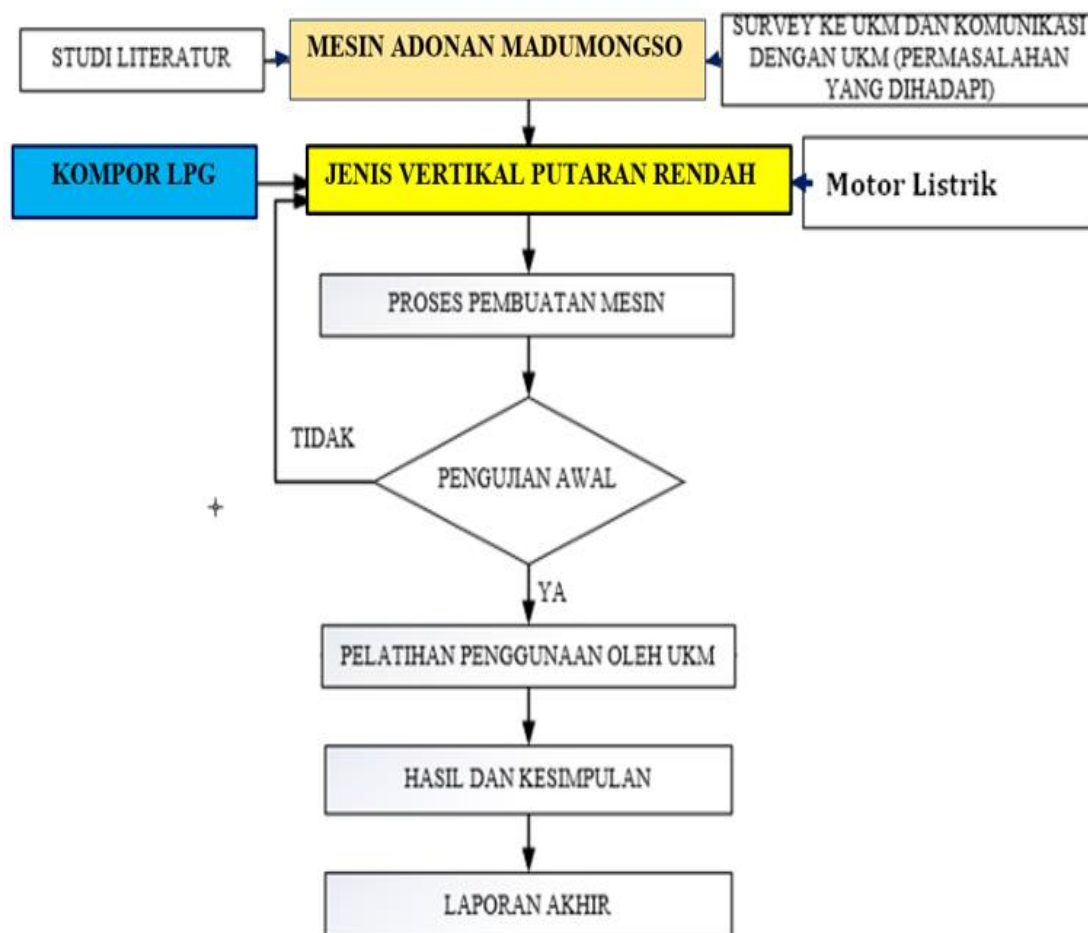 STUDI LITERATUR
MESIN ADONAN MADUMONGSO
SURVEY KE UKM DAN KOMUNIKASI
DENGAN UKM (PERMASALAHAN
YANG DIHADAPI)
KOMPOR LPG
JENIS VERTIKAL PUTARAN RENDAH
Motor Listrik
PROSES PEMBUATAN MESIN
TIDAK
PENGUJIAN AWAL
YA
PELATIHAN PENGGUNAAN OLEH UKM
HASIL DAN KESIMPULAN
LAPORAN AKHIR